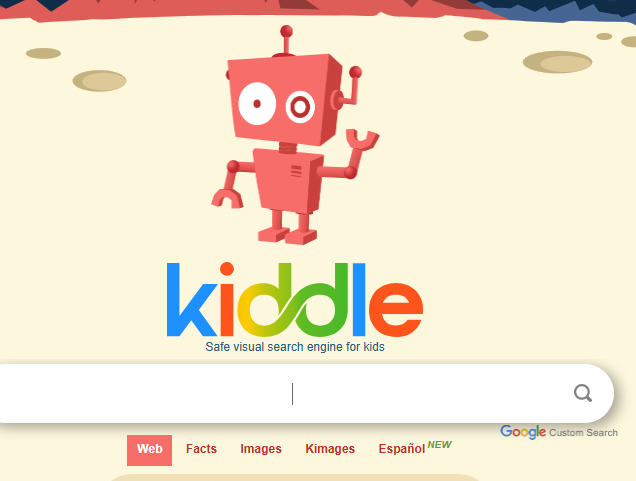 kiddle
Safe visual search engine for kids
Google Custom Search
Web Facts Images Kimages Español NEW